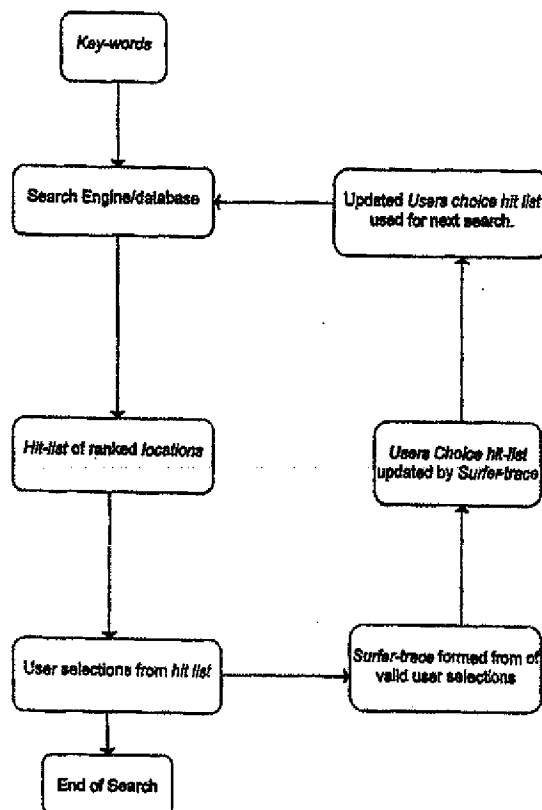 Key-words
Search Engine/database
Updated Users choice hit list
used for next search.
Hit-list of ranked locations
Users Choice hit-list
updated by Surfer-trace
User selections from hit list
Surfer-trace formed from of
valid user selections
End of Search